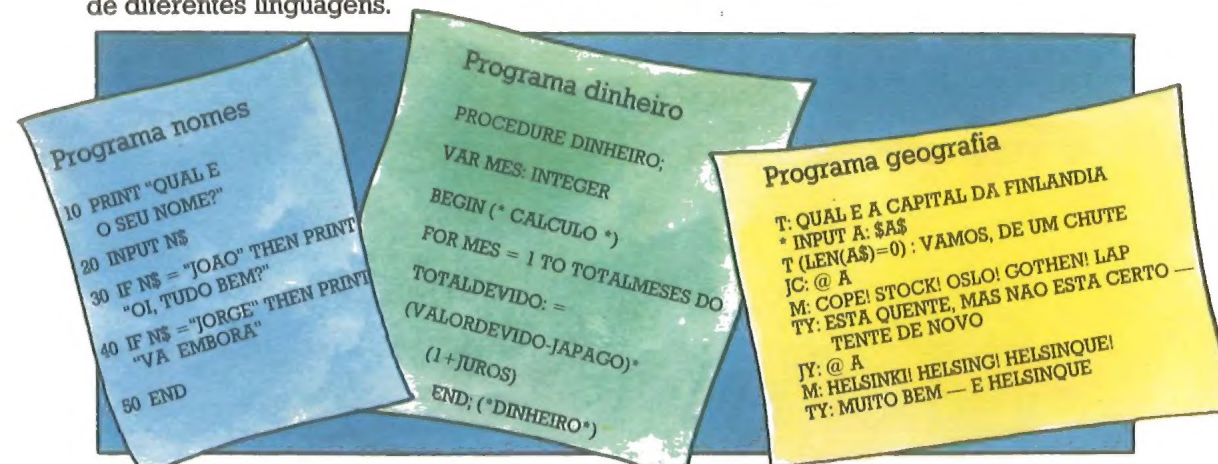 de diferentes linguagens.
Programa nomes
10 PRINT "QUAL E
O SEU NOME?"
20 INPUT N$
30 IF N$ = "JOAO" THEN PRINT
"OI, TUDO BEM?"
40 IF N$ = "JORGE" THEN PRINT
"VA EMBORA"
50 END
Programa dinheiro
PROCEDURE DINHEIRO;
VAR MES: INTEGER
BEGIN (* CALCULO *)
FOR MES = 1 TO TOTALMESES DO
TOTALDEVIDO: =
(VALORDEVIDO-JAPAGO)*
(1+JUROS)
END; (*DINHEIRO*)
Programa geografia
T: QUAL E A CAPITAL DA FINLANDIA
* INPUT A: $A$
T (LEN(A$)=0) : VAMOS, DE UM CHUTE
JC: @ A
M: COPE! STOCK! OSLO! GOTHEN! LAP
TY: ESTA QUENTE, MAS NAO ESTA CERTO —
TENTE DE NOVO
JY: @ A
M: HELSINKI! HELSING! HELSINQUE!
TY: MUITO BEM — E HELSINQUE